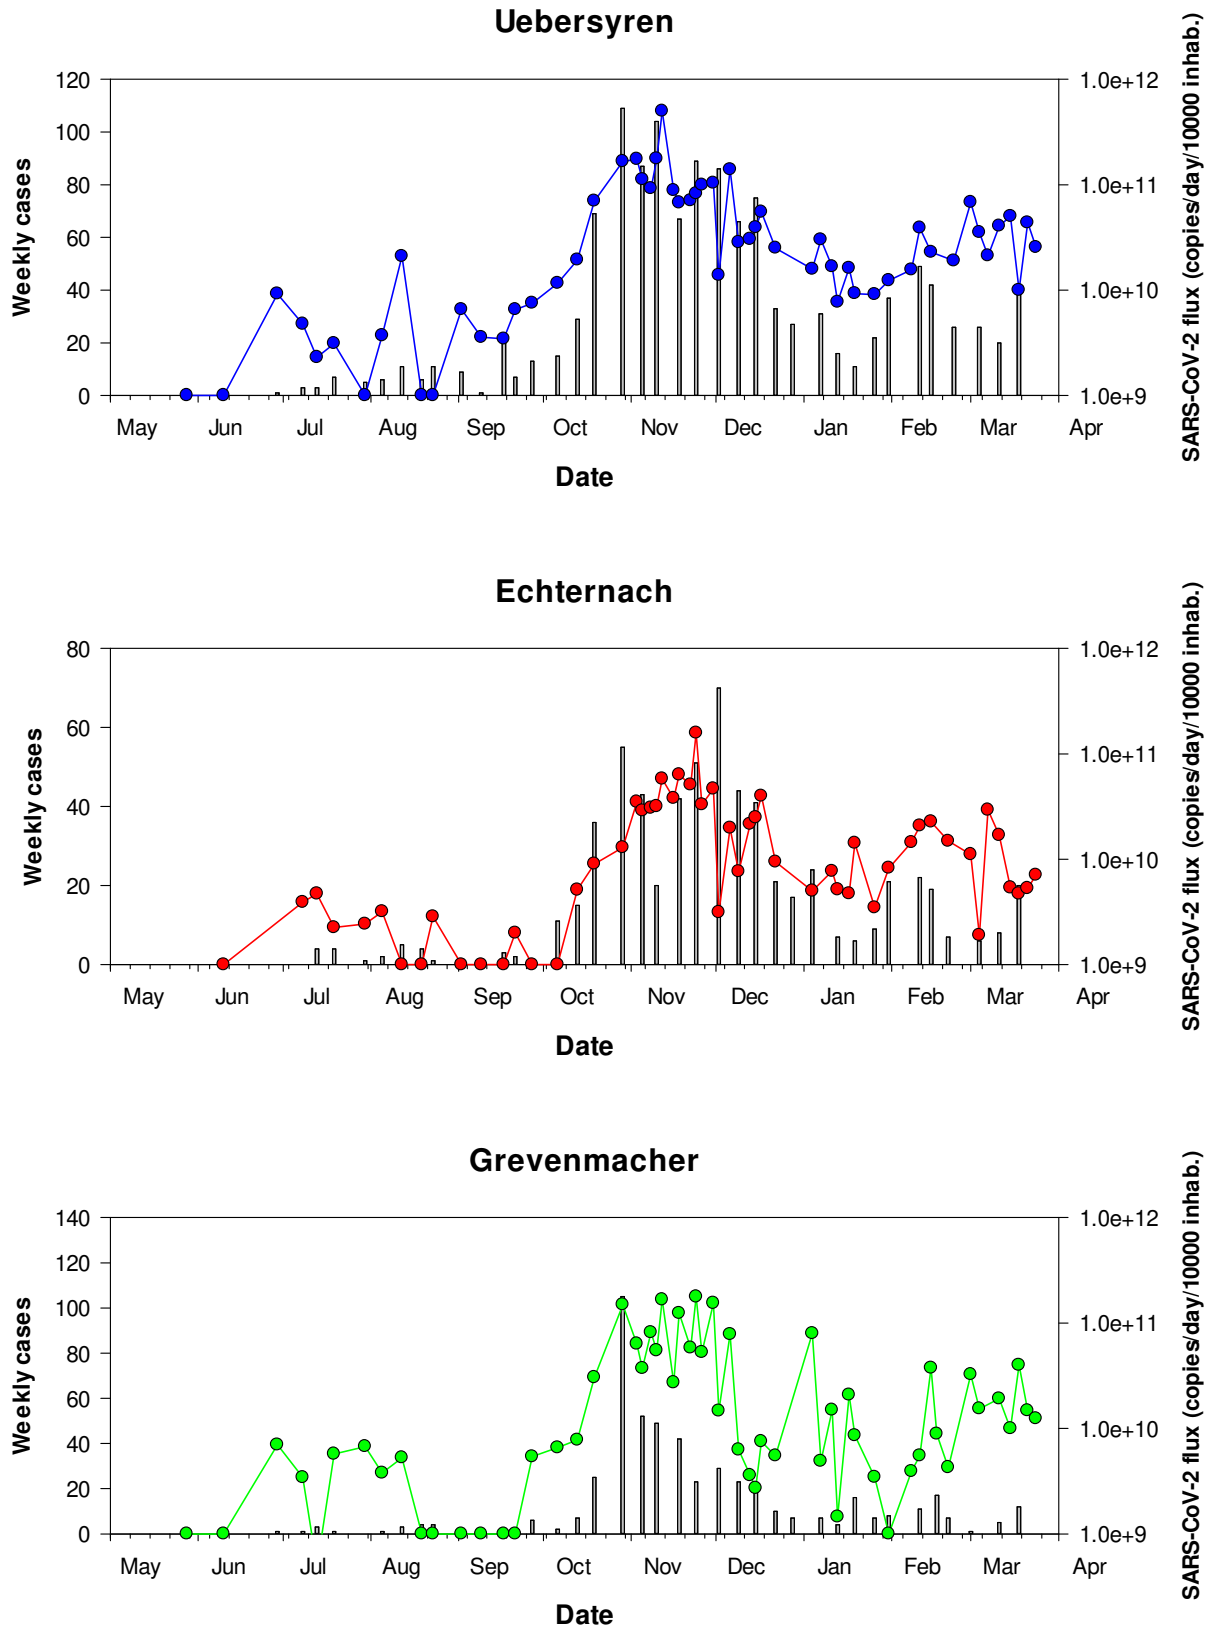 Uebersyren
120
100
80
60
40
20
0
Weekly cases
1.0e+12
1.0e+11
1.0e+10
1.0e+9
SARS-CoV-2 flux (copies/day/10000 inhab.)
May Jun Jul Aug Sep Oct Nov Dec Jan Feb Mar Apr
Date
Echternach
80
60
40
20
0
Weekly cases
1.0e+12
1.0e+11
1.0e+10
1.0e+9
SARS-CoV-2 flux (copies/day/10000 inhab.)
May Jun Jul Aug Sep Oct Nov Dec Jan Feb Mar Apr
Date
Grevenmacher
140
120
100
80
60
40
20
0
Weekly cases
1.0e+12
1.0e+11
1.0e+10
1.0e+9
SARS-CoV-2 flux (copies/day/10000 inhab.)
May Jun Jul Aug Sep Oct Nov Dec Jan Feb Mar Apr
Date